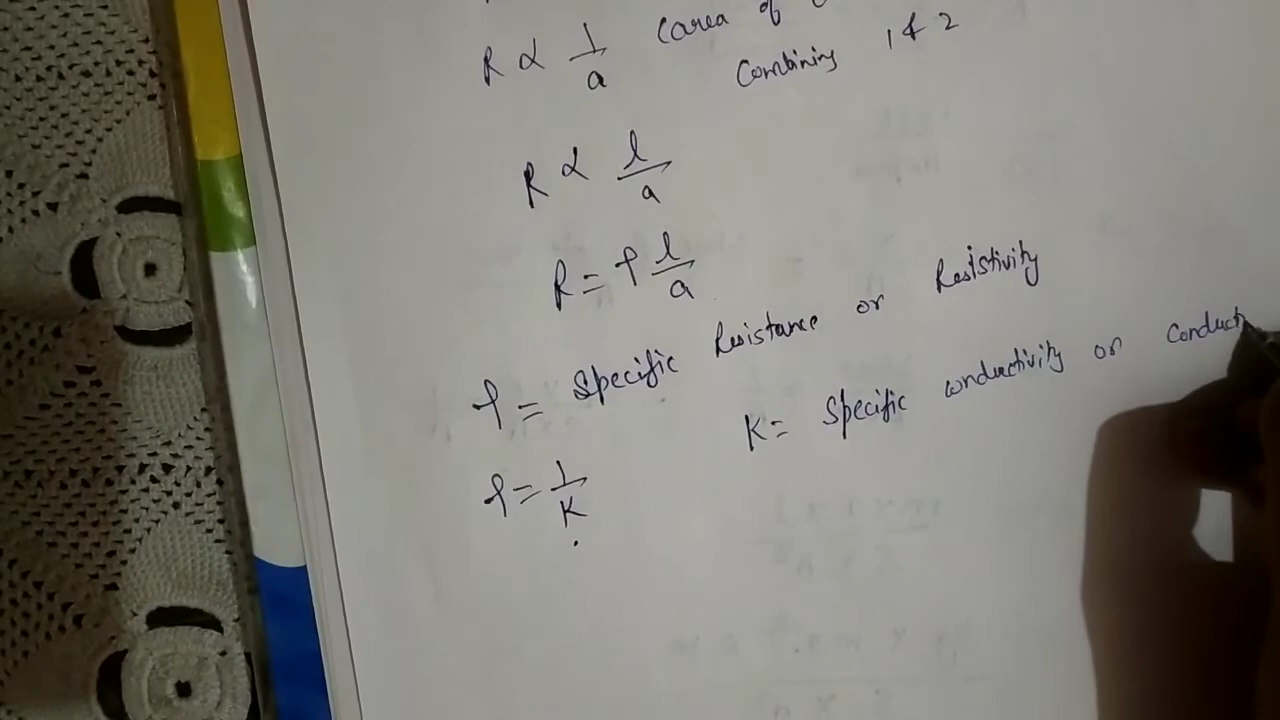 R ∝ 1/a (area of
Combining 1 & 2
R ∝ l/a
R = ρ l/a
ρ = Specific Resistance or Resistivity
K = Specific conductivity or Conduct
ρ = 1/K